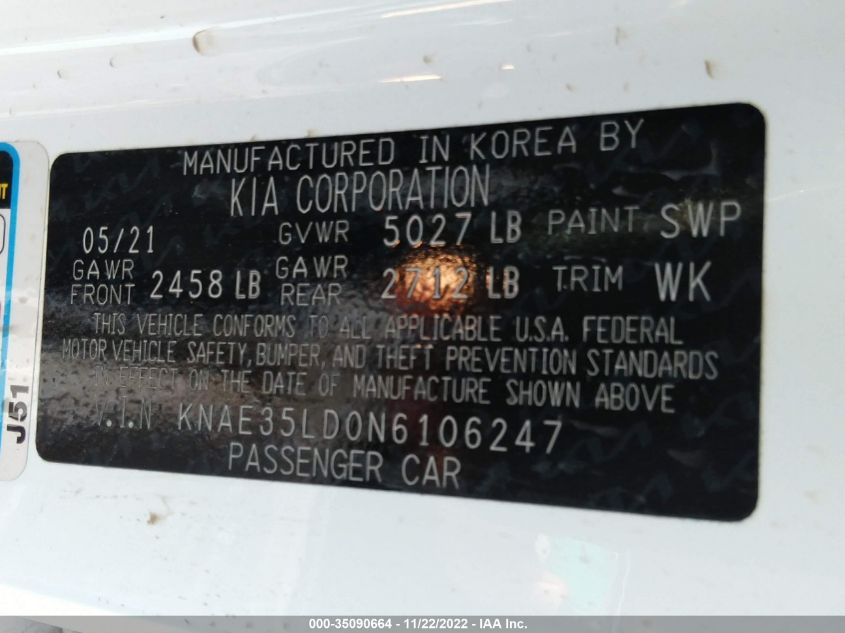 MANUFACTURED IN KOREA BY
KIA CORPORATION
05/21 GVWR 5027 LB PAINT SWP
GAWR FRONT 2458 LB GAWR REAR 2712 LB TRIM WK
THIS VEHICLE CONFORMS TO ALL APPLICABLE U.S.A. FEDERAL
MOTOR VEHICLE SAFETY, BUMPER, AND THEFT PREVENTION STANDARDS
IN EFFECT ON THE DATE OF MANUFACTURE SHOWN ABOVE
V.I.N KNAE35LD0N6106247
PASSENGER CAR
J51
000-35090664 - 11/22/2022 - IAA Inc.